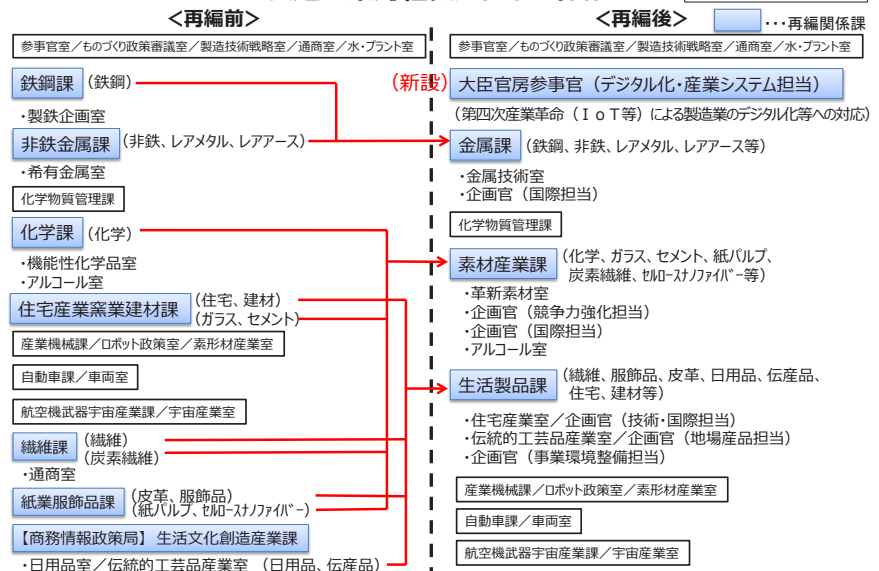 <再編前>
参事官室／ものづくり政策審議室／製造技術戦略室／通商室／水・プラント室
鉄鋼課 (鉄鋼)
・製鉄企画室
非鉄金属課 (非鉄、レアメタル、レアアース)
・希有金属室
化学物質管理課
化学課 (化学)
・機能性化学品室
・アルコール室
住宅産業窯業建材課 (住宅、建材)
(ガラス、セメント)
産業機械課／ロボット政策室／素形材産業室
自動車課／車両室
航空機武器宇宙産業課／宇宙産業室
繊維課 (繊維)
(炭素繊維)
・通商室
紙業服飾品課 (皮革、服飾品)
(紙パルプ、セルロースナノファイバー)
【商務情報政策局】 生活文化創造産業課
・日用品室／伝統的工芸品産業室 (日用品、伝産品)
<再編後>
･･･再編関係課
参事官室／ものづくり政策審議室／製造技術戦略室／通商室／水・プラント室
(新設) 大臣官房参事官（デジタル化・産業システム担当）
(第四次産業革命（ＩｏＴ等）による製造業のデジタル化等への対応)
金属課 (鉄鋼、非鉄、レアメタル、レアアース等)
・金属技術室
・企画官（国際担当）
化学物質管理課
素材産業課 (化学、ガラス、セメント、紙パルプ、
炭素繊維、セルロースナノファイバー等)
・革新素材室
・企画官（競争力強化担当）
・企画官（国際担当）
・アルコール室
生活製品課 (繊維、服飾品、皮革、日用品、伝産品、
住宅、建材等)
・住宅産業室／企画官（技術・国際担当）
・伝統的工芸品産業室／企画官（地場産品担当）
・企画官（事業環境整備担当）
産業機械課／ロボット政策室／素形材産業室
自動車課／車両室
航空機武器宇宙産業課／宇宙産業室